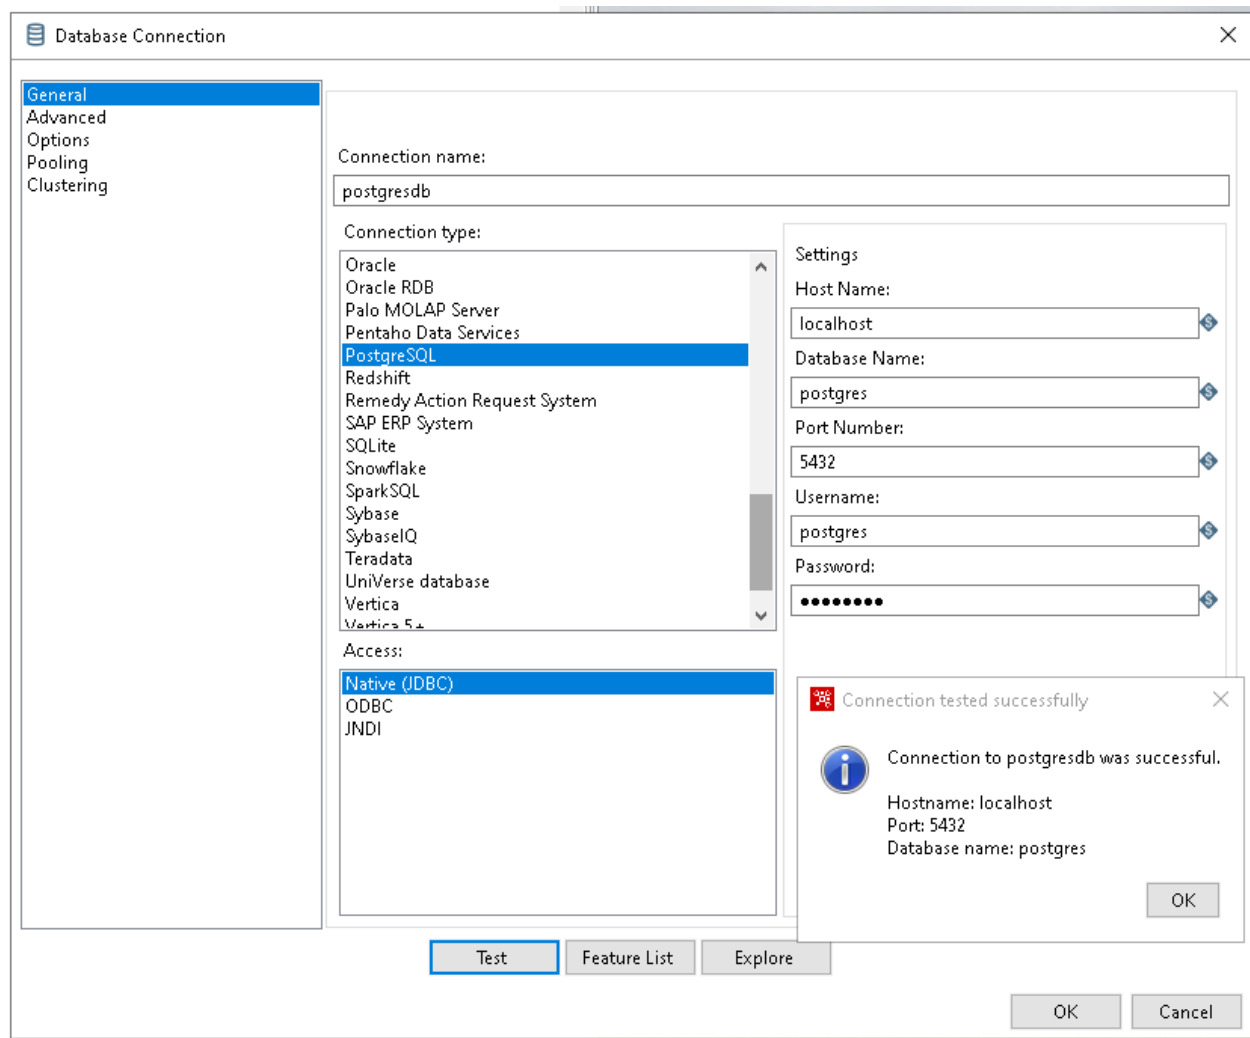 Database Connection
General
Advanced
Options
Pooling
Clustering
Connection name:
postgresdb
Connection type:
Oracle
Oracle RDB
Palo MOLAP Server
Pentaho Data Services
PostgreSQL
Redshift
Remedy Action Request System
SAP ERP System
SQLite
Snowflake
SparkSQL
Sybase
SybaseIQ
Teradata
UniVerse database
Vertica
Vertica 5+
Access:
Native (JDBC)
ODBC
JNDI
Settings
Host Name:
localhost
Database Name:
postgres
Port Number:
5432
Username:
postgres
Password:
●●●●●●●●
Connection tested successfully
Connection to postgresdb was successful.
Hostname: localhost
Port: 5432
Database name: postgres
OK
Test
Feature List
Explore
OK
Cancel